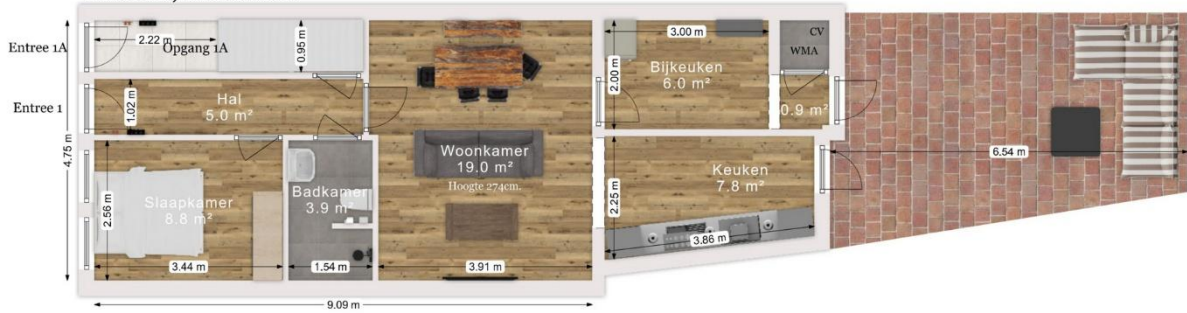 Entree 1A
2.22 m
Opgang 1A
0.95 m
3.00 m
CV
WMA
Bijkeuken
6.0 m²
2.00 m
0.9 m²
Entree 1
1.02 m
Hal
5.0 m²
4.75 m
Woonkamer
19.0 m²
Hoogte 274cm.
6.54 m
Keuken
7.8 m²
2.25 m
3.86 m
Slaapkamer
8.8 m²
2.56 m
Badkamer
3.9 m²
3.44 m
1.54 m
3.91 m
9.09 m